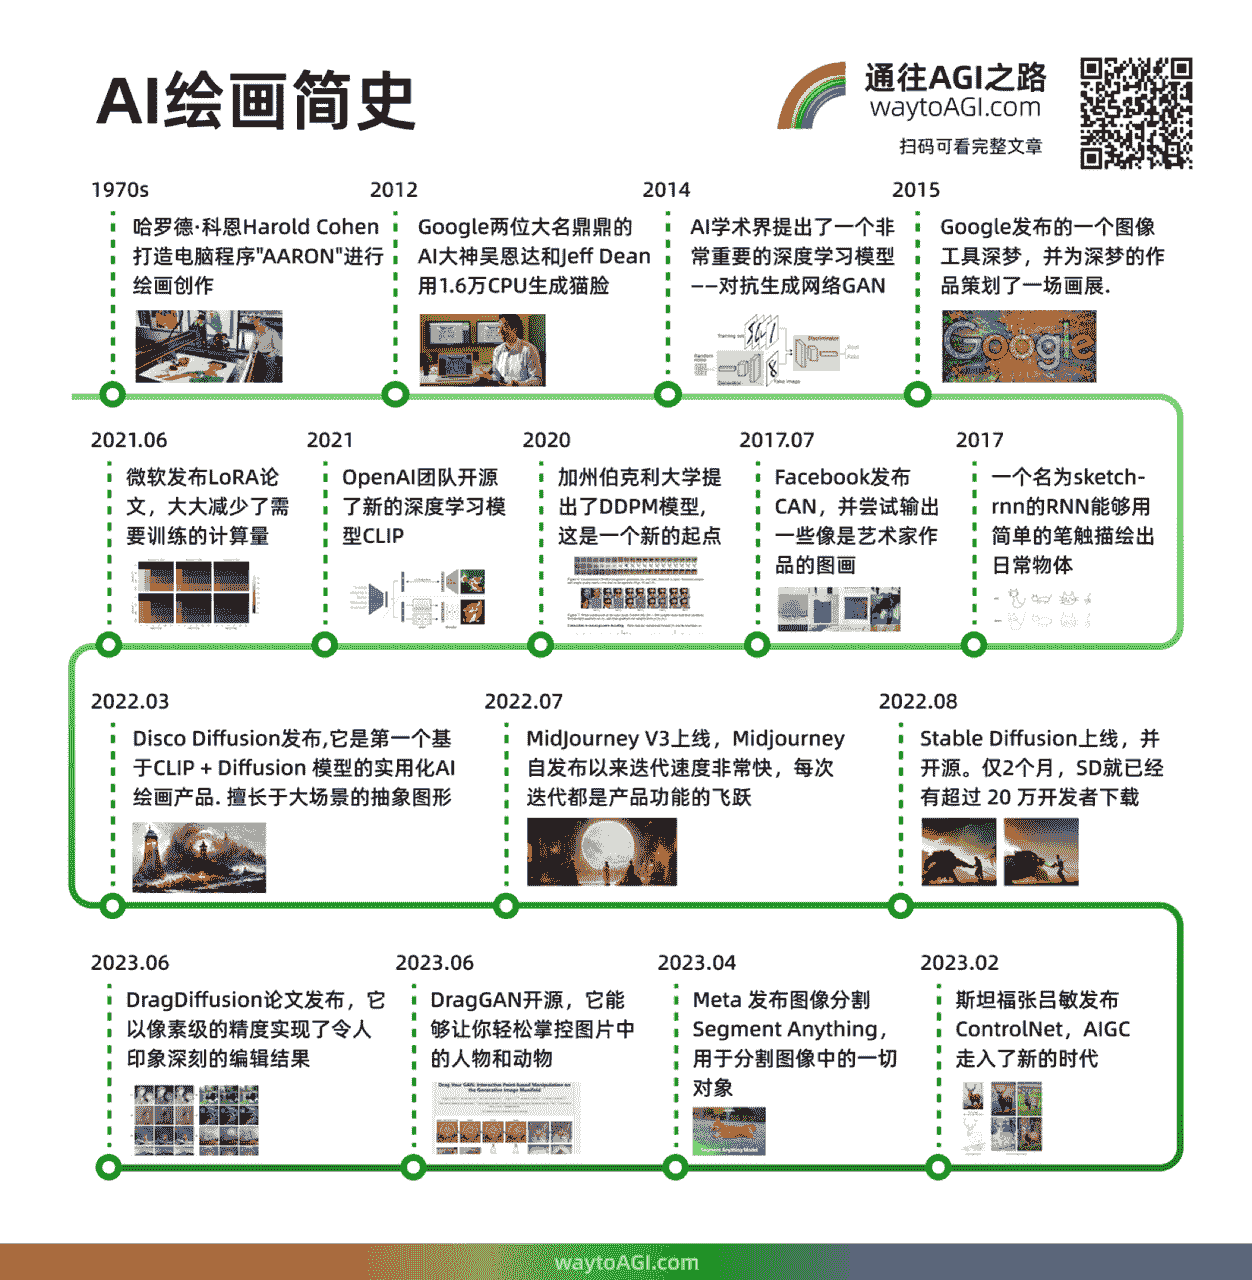 AI绘画简史
通往AGI之路
waytoAGI.com
扫码可看完整文章
1970s
哈罗德·科恩Harold Cohen
打造电脑程序"AARON"进行
绘画创作
2012
Google两位大名鼎鼎的
AI大神吴恩达和Jeff Dean
用1.6万CPU生成猫脸
2014
AI学术界提出了一个非
常重要的深度学习模型
——对抗生成网络GAN
Training set
Discriminator
Random
noise
Generator
Fake image
Real
Fake
2015
Google发布的一个图像
工具深梦，并为深梦的作
品策划了一场画展.
Google
2021.06
微软发布LoRA论
文，大大减少了需
要训练的计算量
2021
OpenAI团队开源
了新的深度学习模
型CLIP
2020
加州伯克利大学提
出了DDPM模型,
这是一个新的起点
2017.07
Facebook发布
CAN，并尝试输出
一些像是艺术家作
品的图画
2017
一个名为sketch-
rnn的RNN能够用
简单的笔触描绘出
日常物体
2022.03
Disco Diffusion发布,它是第一个基
于CLIP + Diffusion 模型的实用化AI
绘画产品. 擅长于大场景的抽象图形
2022.07
MidJourney V3上线，Midjourney
自发布以来迭代速度非常快，每次
迭代都是产品功能的飞跃
2022.08
Stable Diffusion上线，并
开源。仅2个月，SD就已经
有超过 20 万开发者下载
2023.06
DragDiffusion论文发布，它
以像素级的精度实现了令人
印象深刻的编辑结果
2023.06
DragGAN开源，它能
够让你轻松掌控图片中
的人物和动物
Drag Your GAN: Interactive Point-based Manipulation on
the Generative Image Manifold
2023.04
Meta 发布图像分割
Segment Anything，
用于分割图像中的一切
对象
Segment Anything Model
2023.02
斯坦福张吕敏发布
ControlNet，AIGC
走入了新的时代
waytoAGI.com